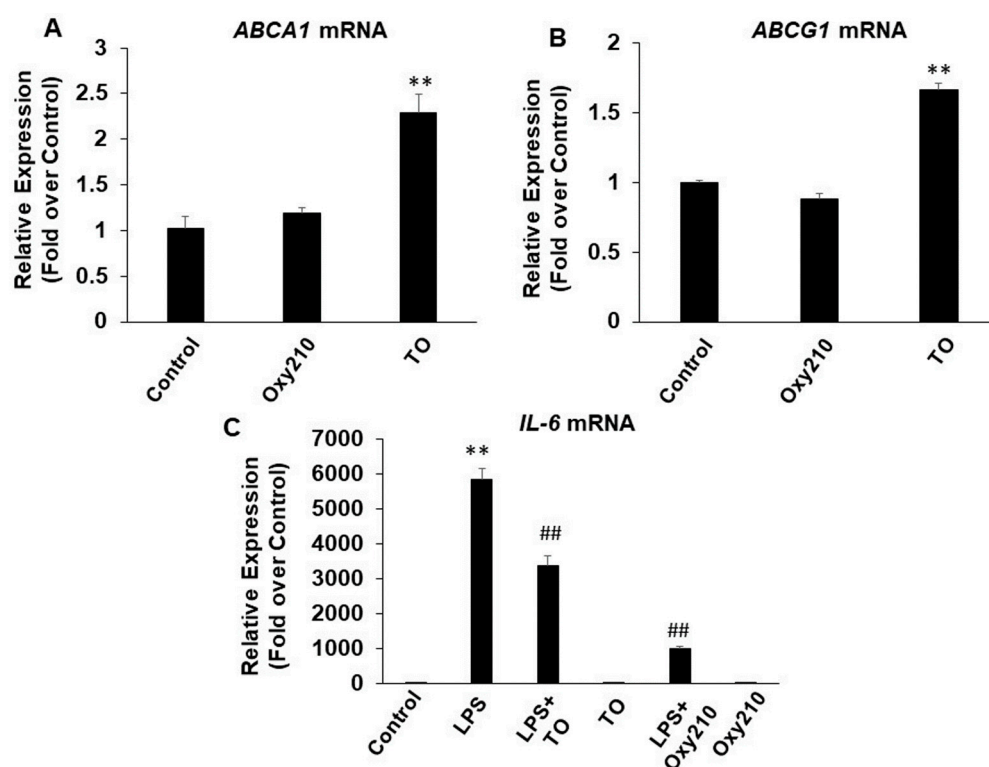 A
ABCA1 mRNA
Relative Expression
(Fold over Control)
3
2.5
2
1.5
1
0.5
0
**
Control
Oxy210
TO
B
ABCG1 mRNA
Relative Expression
(Fold over Control)
2
1.5
1
0.5
0
**
Control
Oxy210
TO
C
IL-6 mRNA
Relative Expression
(Fold over Control)
7000
6000
5000
4000
3000
2000
1000
0
**
##
##
Control
LPS
LPS+
TO
TO
LPS+
Oxy210
Oxy210